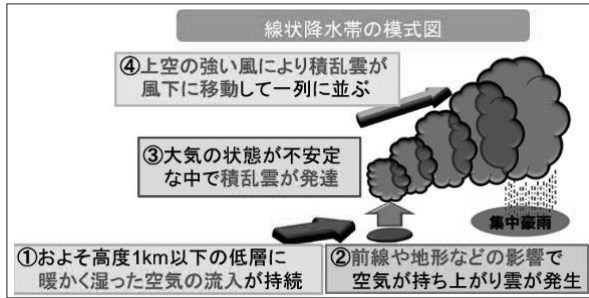 線状降水帯の模式図
④上空の強い風により積乱雲が
風下に移動して一列に並ぶ
③大気の状態が不安定
な中で積乱雲が発達
集中豪雨
①およそ高度1km以下の低層に
暖かく湿った空気の流入が持続
②前線や地形などの影響で
空気が持ち上がり雲が発生